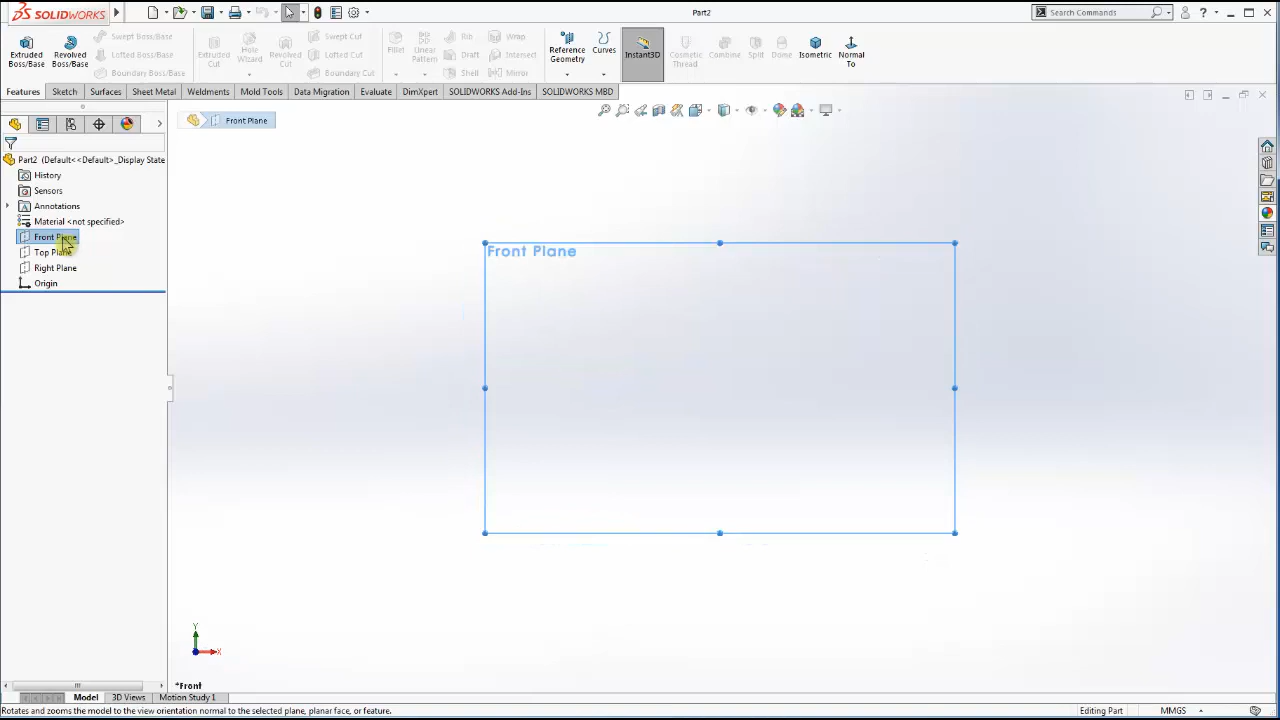 SOLIDWORKS
Part2
Search Commands
Extruded Boss/Base
Revolved Boss/Base
Swept Boss/Base
Lofted Boss/Base
Boundary Boss/Base
Extruded Cut
Hole Wizard
Revolved Cut
Swept Cut
Lofted Cut
Boundary Cut
Fillet
Linear Pattern
Rib
Draft
Shell
Wrap
Intersect
Mirror
Reference Geometry
Curves
Instant3D
Cosmetic Thread
Combine
Split
Dome
Isometric
Normal To
Features
Sketch
Surfaces
Sheet Metal
Weldments
Mold Tools
Data Migration
Evaluate
DimXpert
SOLIDWORKS Add-Ins
SOLIDWORKS MBD
Front Plane
Part2 (Default<<Default>_Display State
History
Sensors
Annotations
Material <not specified>
Front Plane
Top Plane
Right Plane
Origin
Front Plane
Y
X
*Front
Model
3D Views
Motion Study 1
Rotates and zooms the model to the view orientation normal to the selected plane, planar face, or feature.
Editing Part
MMGS